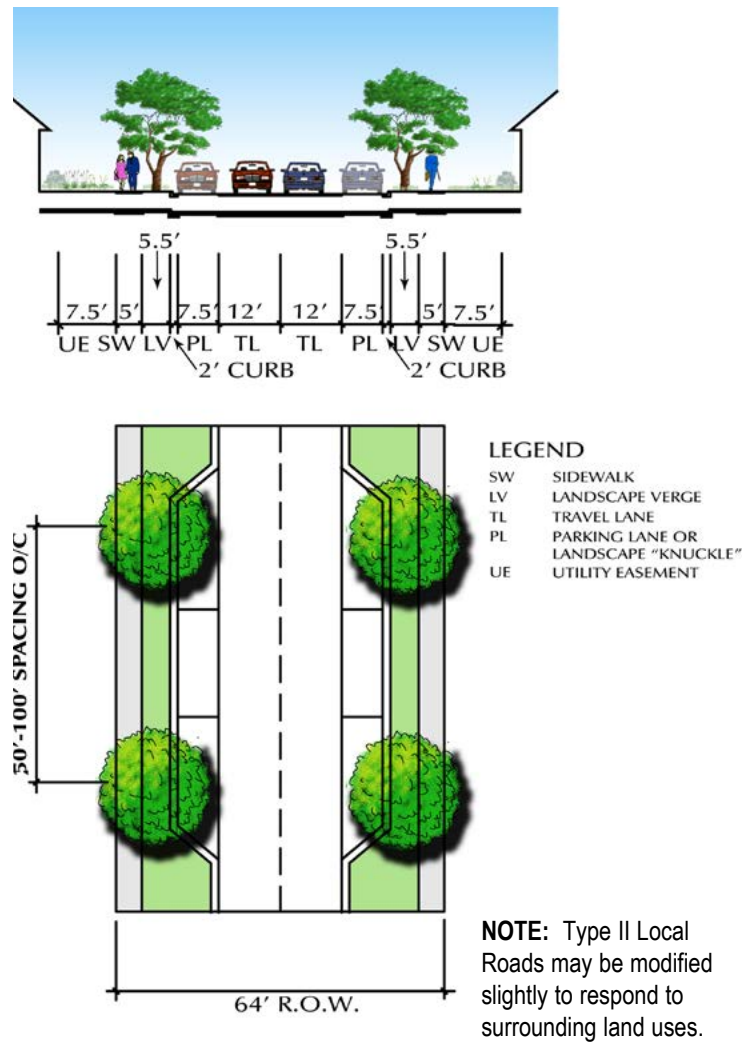 5.5′ 5.5′
7.5′ 5′ 7.5′ 12′ 12′ 7.5′ 5′ 7.5′
UE SW LV PL TL TL PL LV SW UE
2′ CURB 2′ CURB
LEGEND
SW SIDEWALK
LV LANDSCAPE VERGE
TL TRAVEL LANE
PL PARKING LANE OR
LANDSCAPE “KNUCKLE”
UE UTILITY EASEMENT
50′-100′ SPACING O/C
64′ R.O.W.
NOTE: Type II Local
Roads may be modified
slightly to respond to
surrounding land uses.